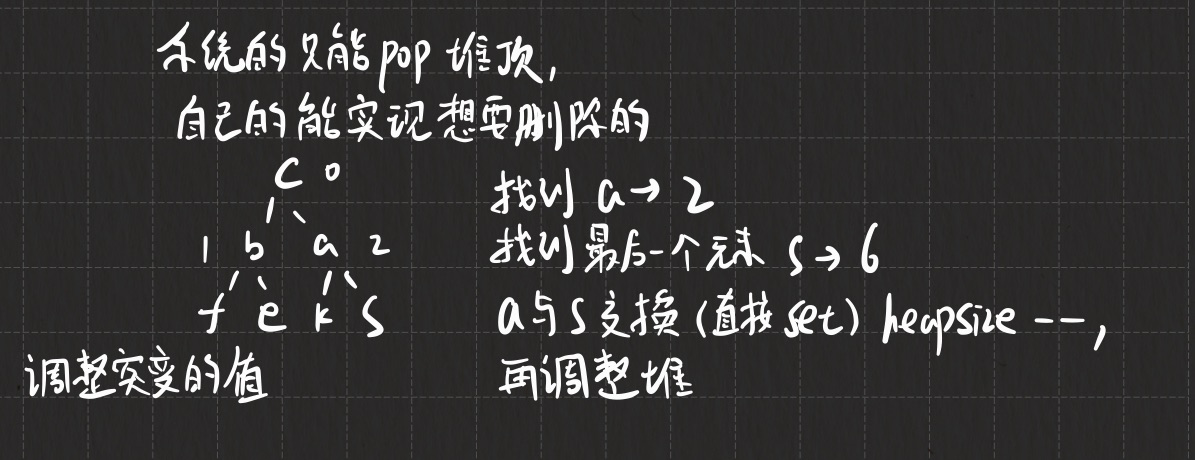 系统的只能pop 堆顶,
自己的能实现想要删除的
C 0
1 b a 2
f e k s
找到 a→2
找到最后一个元素 s→6
a与s交换(直接set) heapsize --,
再调整堆
调整突变的值